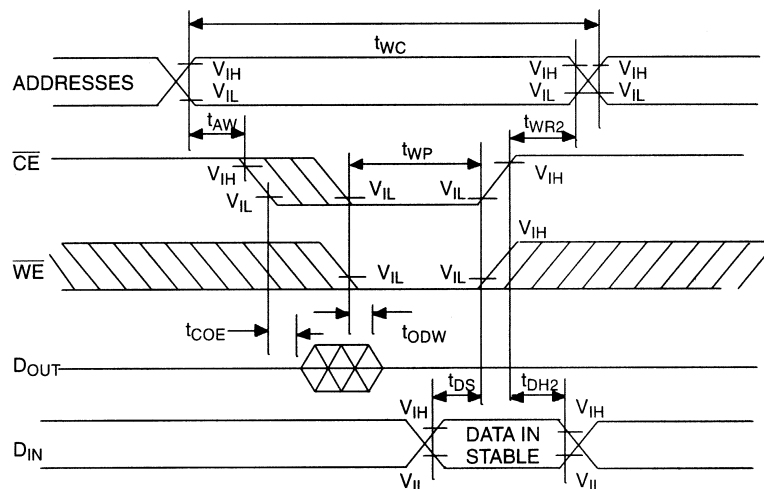 tWC
ADDRESSES
VIH
VIL
VIH
VIL
VIH
VIL
tAW
tWR2
CE
tWP
VIH
VIL
VIL
VIL
VIH
WE
VIH
VIL
VIL
tCOE
tODW
DOUT
tDS
tDH2
DIN
VIH
VIL
DATA IN
STABLE
VIH
VIL